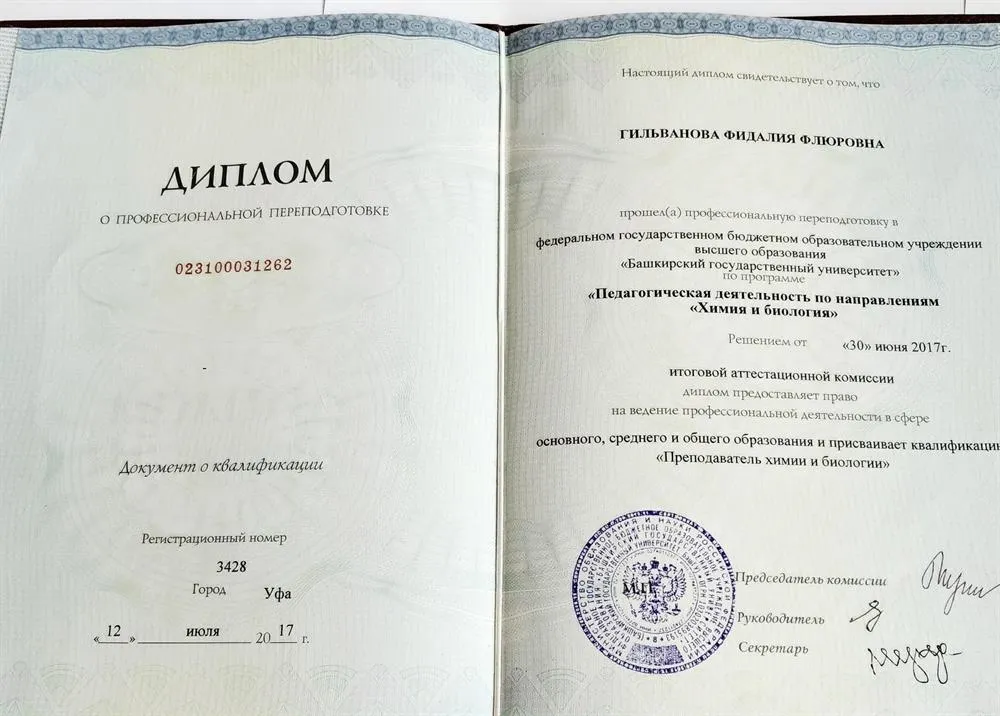 ДИПЛОМ
О ПРОФЕССИОНАЛЬНОЙ ПЕРЕПОДГОТОВКЕ
023100031262
Документ о квалификации
Регистрационный номер
3428
Город Уфа
« 12 » июля 20 17 г.
Настоящий диплом свидетельствует о том, что
ГИЛЬВАНОВА ФИДАЛИЯ ФЛЮРОВНА
прошел(а) профессиональную переподготовку в
федеральном государственном бюджетном образовательном учреждении
высшего образования
«Башкирский государственный университет»
по программе
«Педагогическая деятельность по направлениям
«Химия и биология»
Решением от «30» июня 2017г.
итоговой аттестационной комиссии
диплом предоставляет право
на ведение профессиональной деятельности в сфере
основного, среднего и общего образования и присваивает квалификацию
«Преподаватель химии и биологии»
М.П.
Председатель комиссии
Руководитель
Секретарь